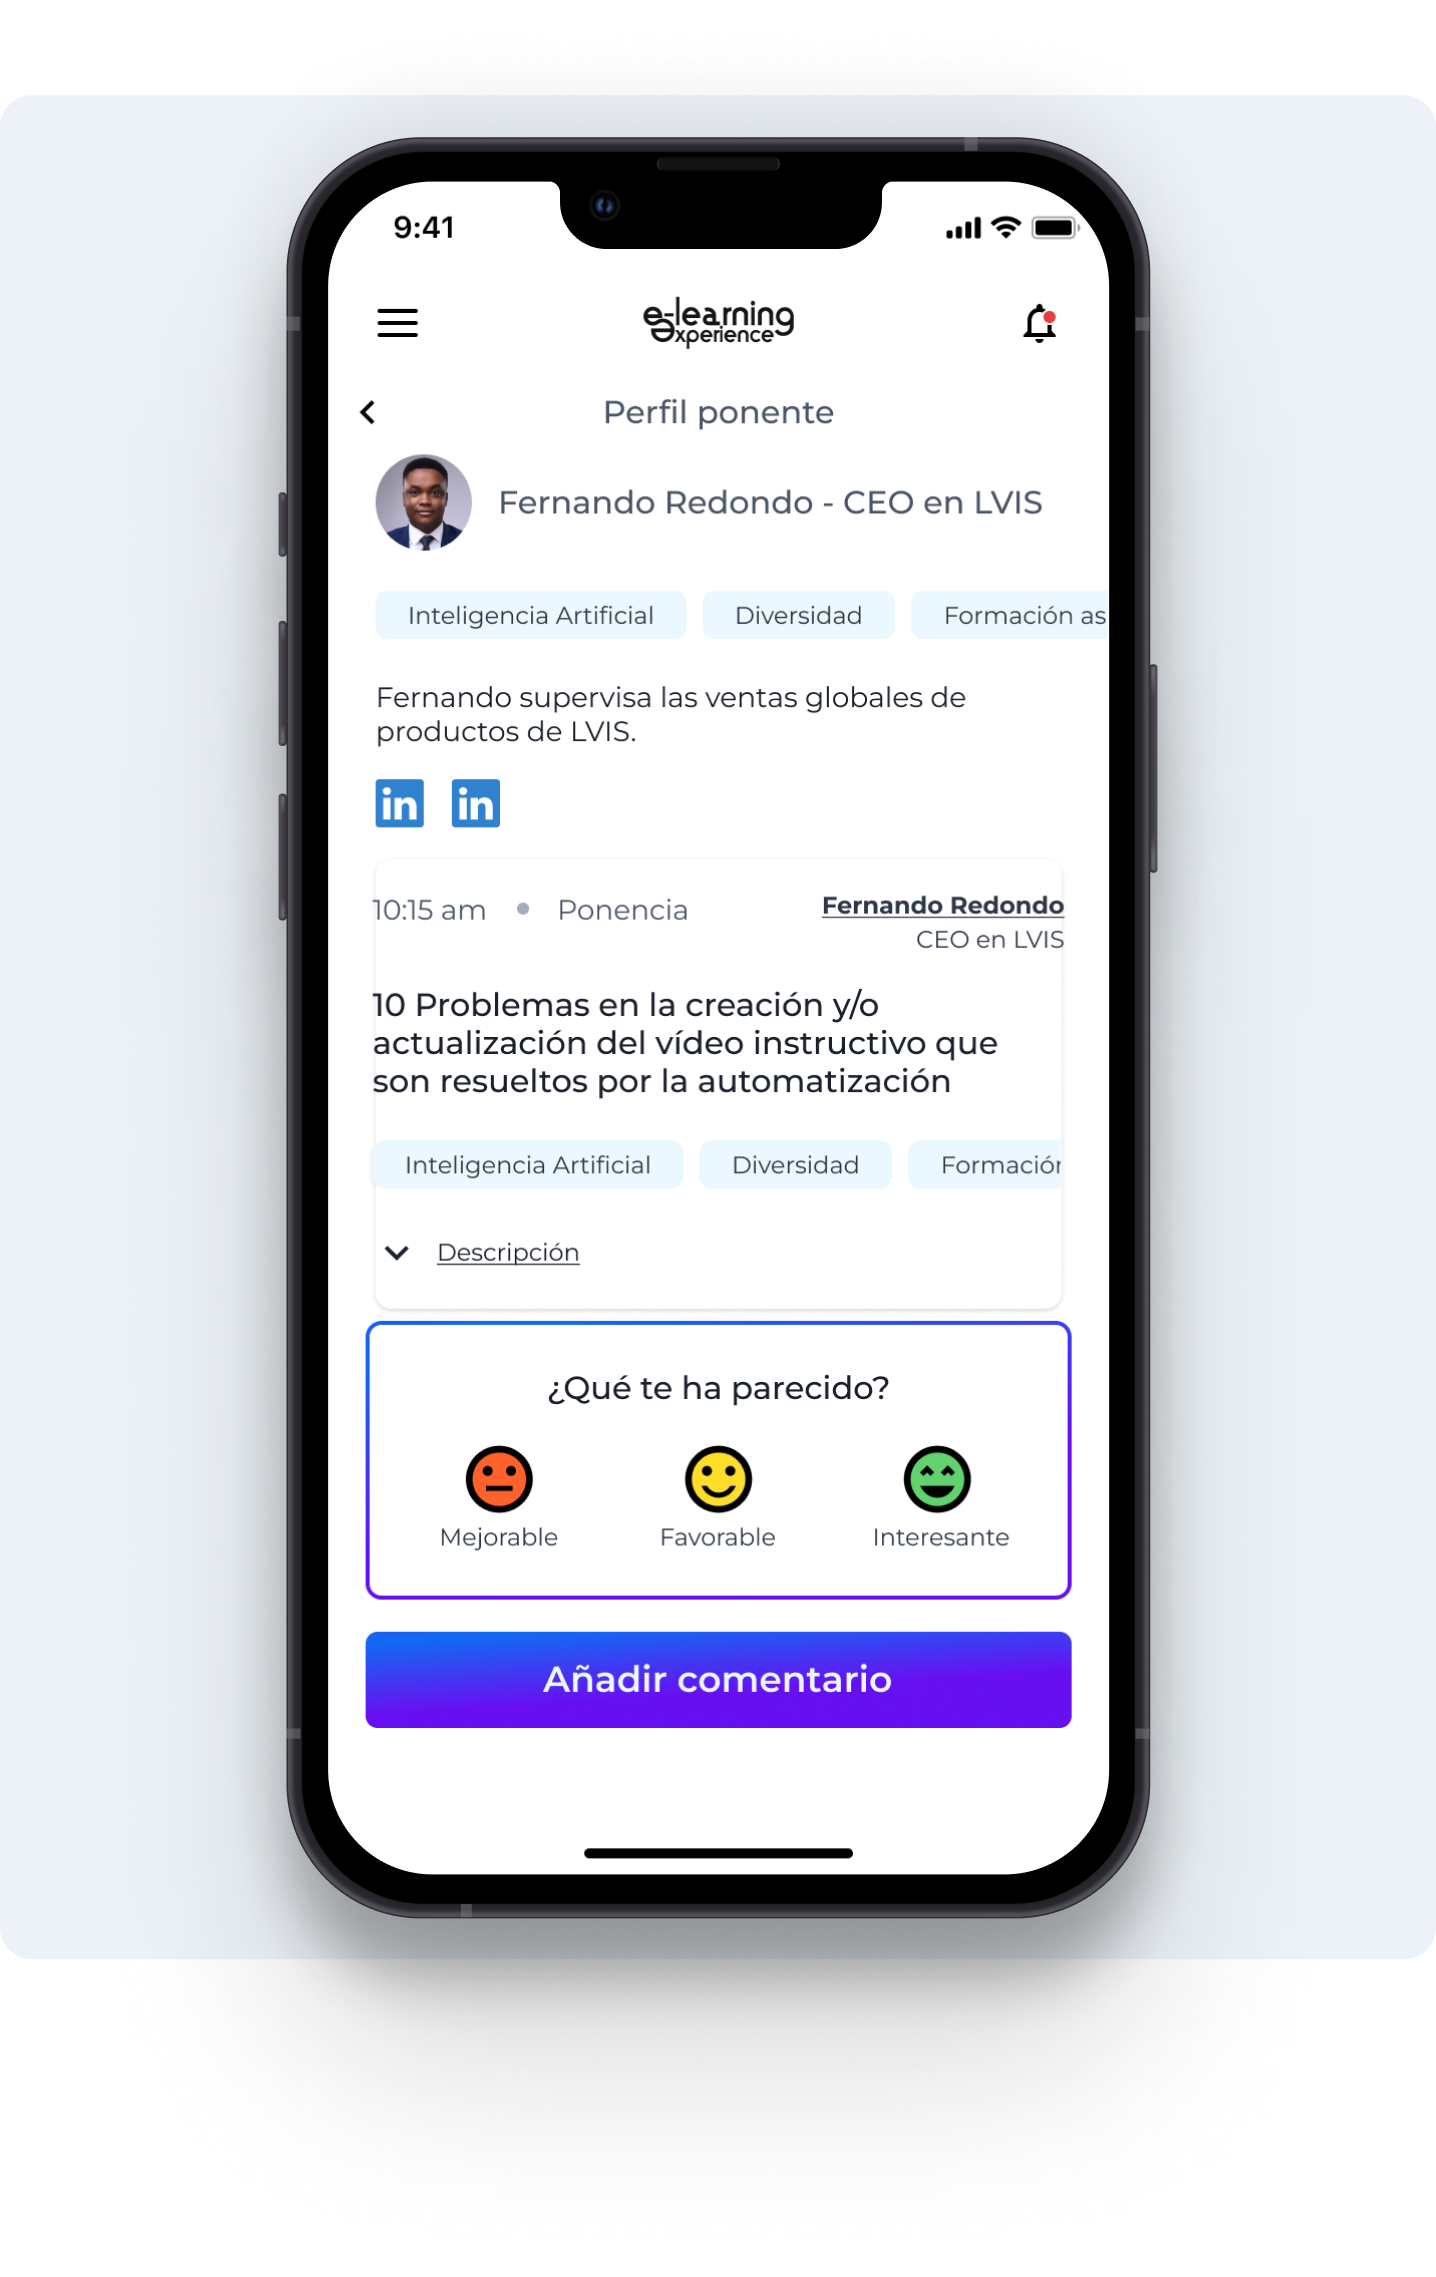 9:41
e-learning
experience
Perfil ponente
Fernando Redondo - CEO en LVIS
Inteligencia Artificial Diversidad Formación as
Fernando supervisa las ventas globales de
productos de LVIS.
in in
10:15 am • Ponencia Fernando Redondo
CEO en LVIS
10 Problemas en la creación y/o
actualización del vídeo instructivo que
son resueltos por la automatización
Inteligencia Artificial Diversidad Formación
Descripción
¿Qué te ha parecido?
Mejorable Favorable Interesante
Añadir comentario